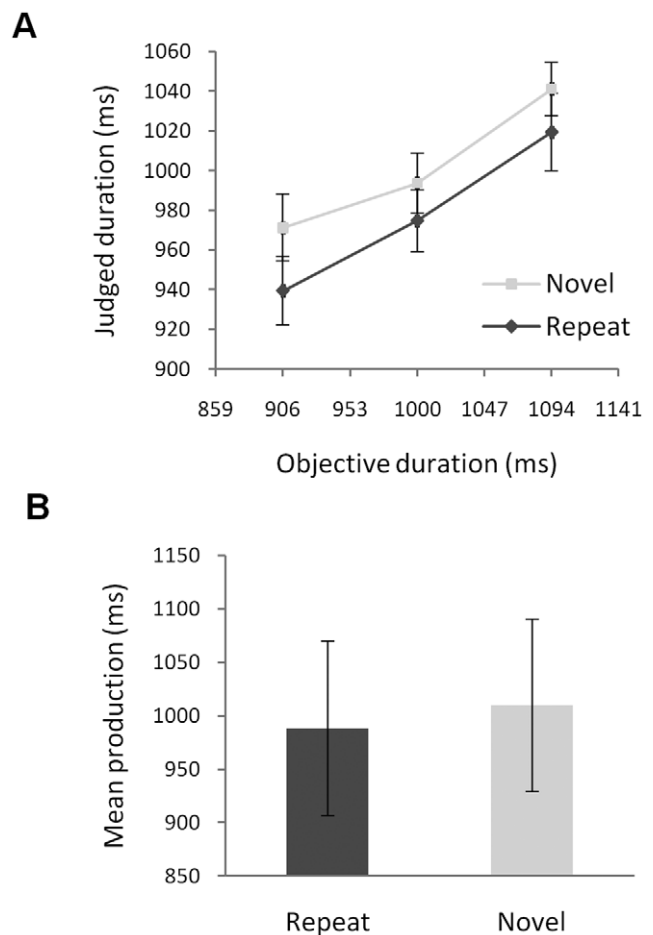 A
Judged duration (ms)
1060
1040
1020
1000
980
960
940
920
900
Novel
Repeat
859 906 953 1000 1047 1094 1141
Objective duration (ms)
B
Mean production (ms)
1150
1100
1050
1000
950
900
850
Repeat Novel